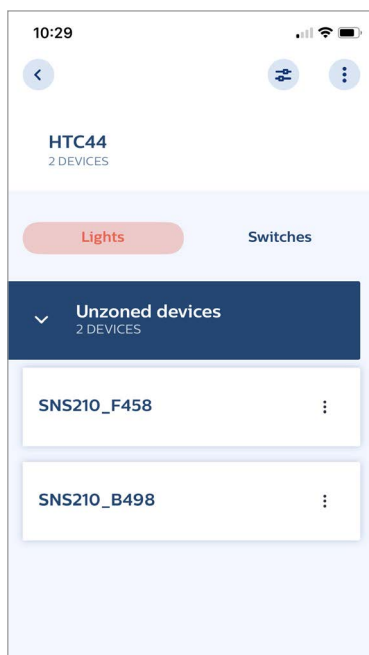 10:29
HTC44
2 DEVICES
Lights Switches
Unzoned devices
2 DEVICES
SNS210_F458
SNS210_B498